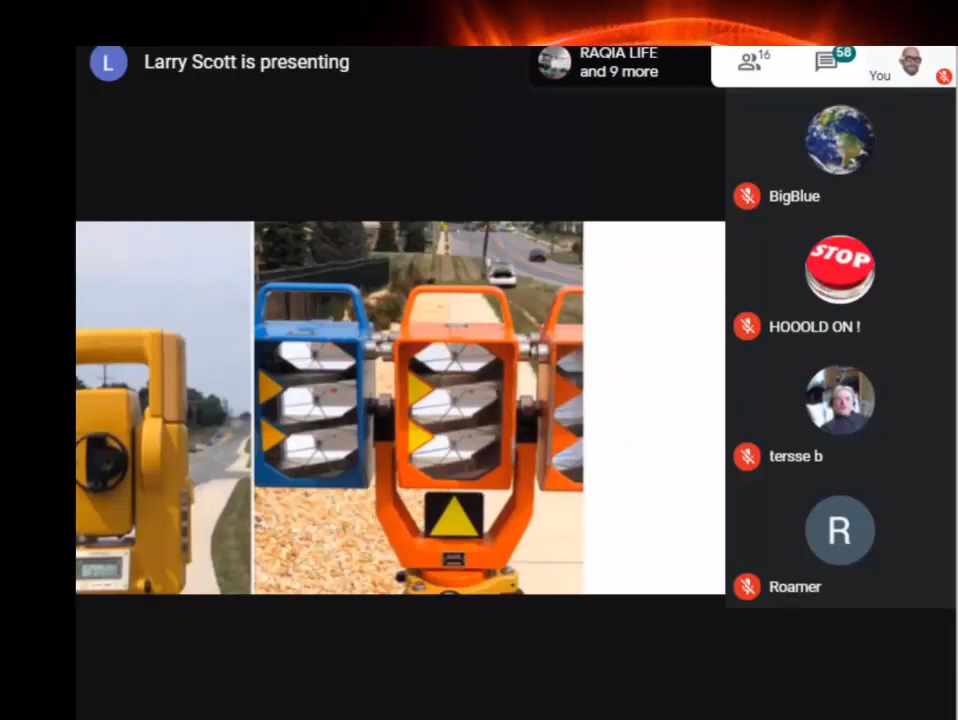 L
Larry Scott is presenting
RAQIA LIFE
and 9 more
16
58
You
BigBlue
STOP
HOOOLD ON !
tersse b
R
Roamer